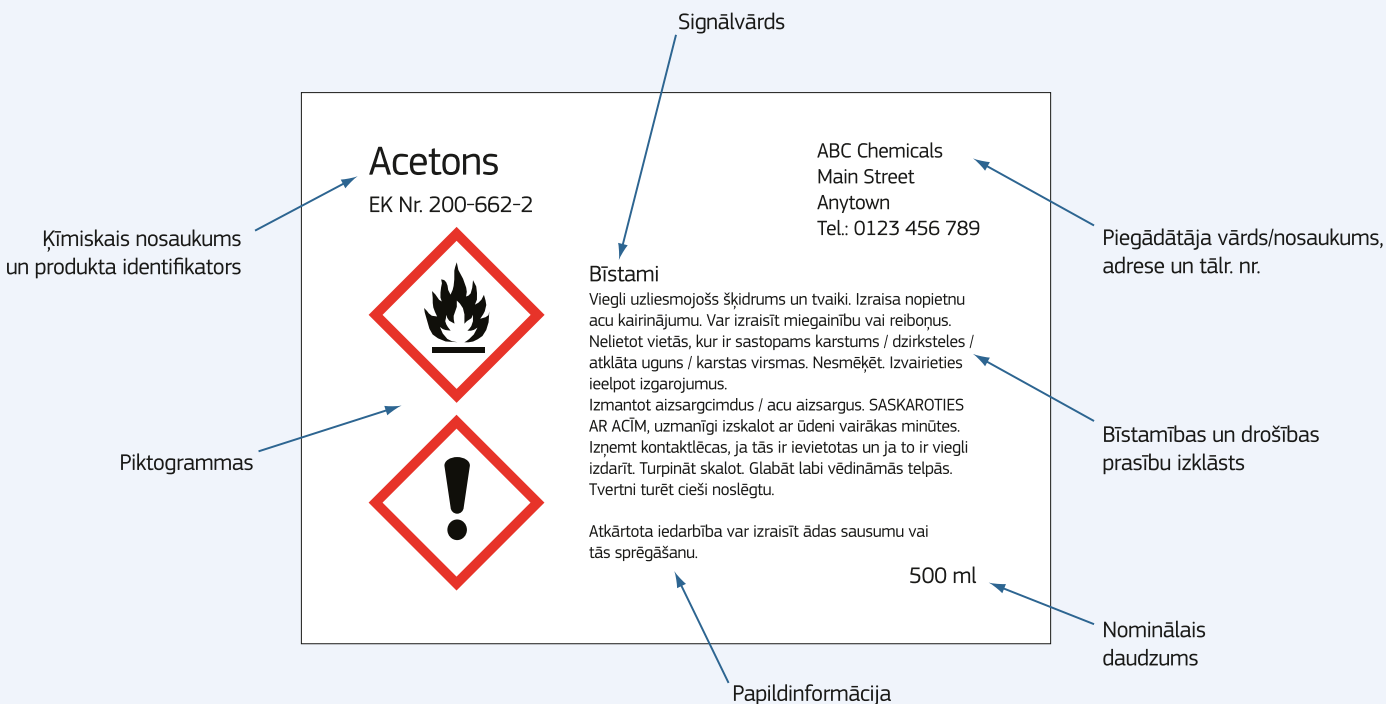 Signālvārds
Acetons
EK Nr. 200-662-2
ABC Chemicals
Main Street
Anytown
Tel.: 0123 456 789
Ķīmiskais nosaukums
un produkta identifikators
Piegādātāja vārds/nosaukums,
adrese un tālr. nr.
Bīstami
Viegli uzliesmojošs šķidrums un tvaiki. Izraisa nopietnu
acu kairinājumu. Var izraisīt miegainību vai reiboņus.
Nelietot vietās, kur ir sastopams karstums / dzirksteles /
atklāta uguns / karstas virsmas. Nesmēķēt. Izvairieties
ieelpot izgarojumus.
Izmantot aizsargcimdus / acu aizsargus. SASKAROTIES
AR ACĪM, uzmanīgi izskalot ar ūdeni vairākas minūtes.
Izņemt kontaktlēcas, ja tās ir ievietotas un ja to ir viegli
izdarīt. Turpināt skalot. Glabāt labi vēdināmās telpās.
Tvertni turēt cieši noslēgtu.
Atkārtota iedarbība var izraisīt ādas sausumu vai
tās sprēgāšanu.
500 ml
Piktogrammas
Bīstamības un drošības
prasību izklāsts
Nominālais
daudzums
Papildinformācija